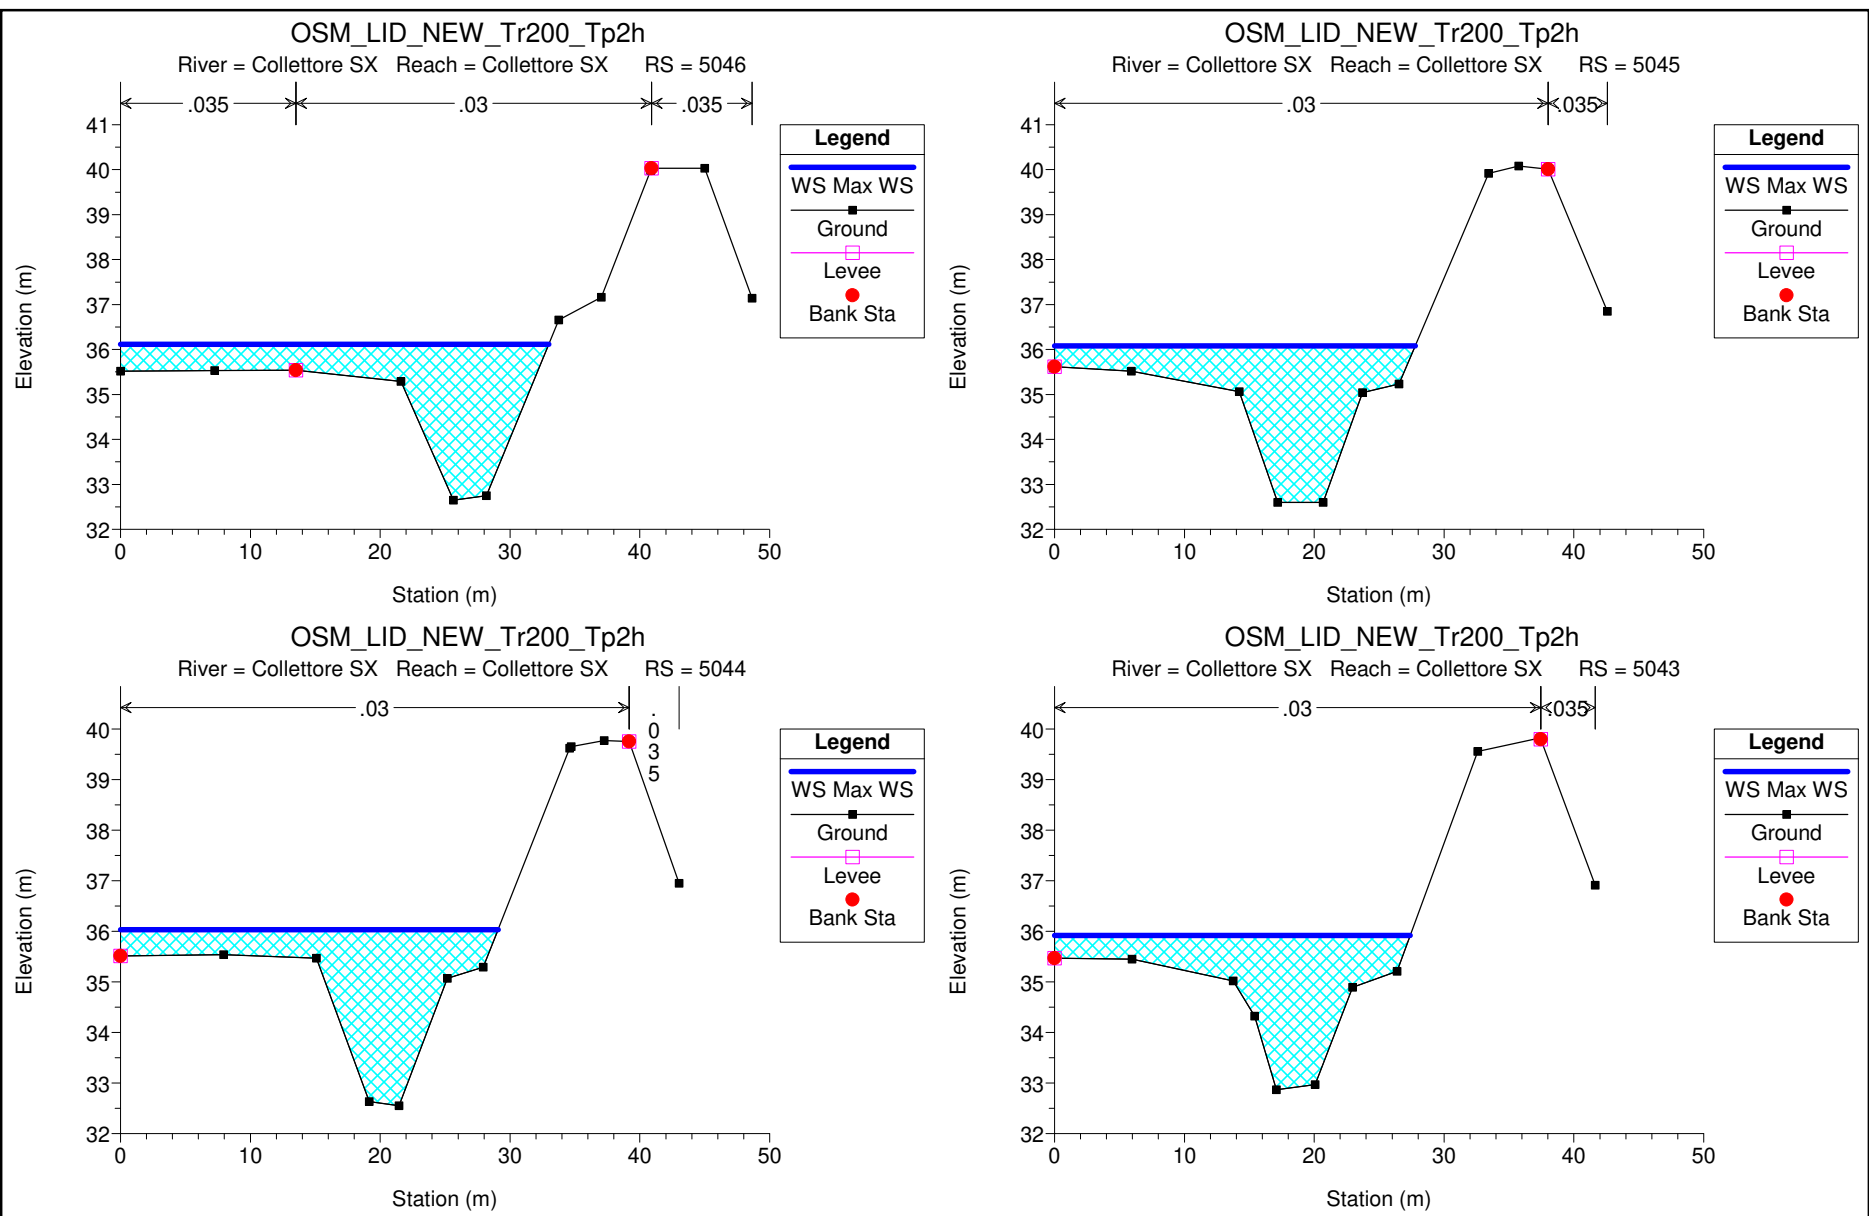 OSM_LID_NEW_Tr200_Tp2h
River = Collettore SX Reach = Collettore SX RS = 5046
.035 .03 .035
41
40
39
38
37
36
35
34
33
32
0 10 20 30 40 50
Station (m)
Elevation (m)
Legend
WS Max WS
Ground
Levee
Bank Sta
OSM_LID_NEW_Tr200_Tp2h
River = Collettore SX Reach = Collettore SX RS = 5045
.03 .035
41
40
39
38
37
36
35
34
33
32
0 10 20 30 40 50
Station (m)
Elevation (m)
Legend
WS Max WS
Ground
Levee
Bank Sta
OSM_LID_NEW_Tr200_Tp2h
River = Collettore SX Reach = Collettore SX RS = 5044
.03 .035
40
39
38
37
36
35
34
33
32
0 10 20 30 40 50
Station (m)
Elevation (m)
Legend
WS Max WS
Ground
Levee
Bank Sta
OSM_LID_NEW_Tr200_Tp2h
River = Collettore SX Reach = Collettore SX RS = 5043
.03 .035
40
39
38
37
36
35
34
33
32
0 10 20 30 40 50
Station (m)
Elevation (m)
Legend
WS Max WS
Ground
Levee
Bank Sta